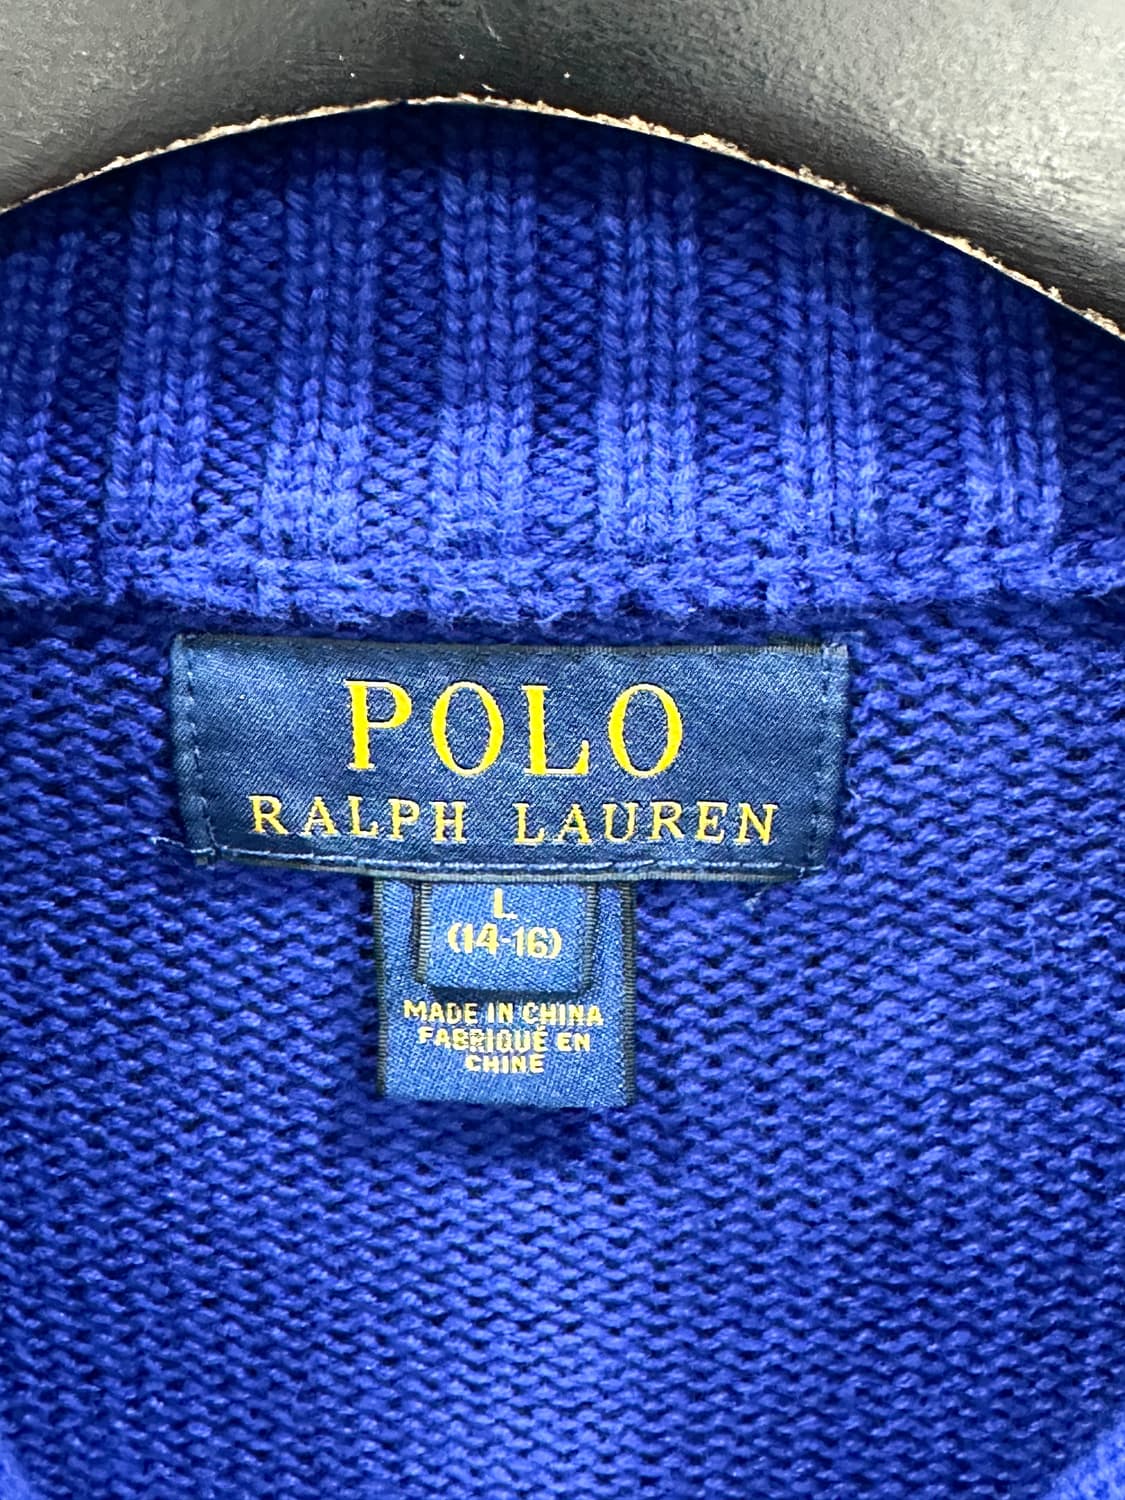 POLO
RALPH LAUREN
L
(14-16)
MADE IN CHINA
FABRIQUÉ EN
CHINE